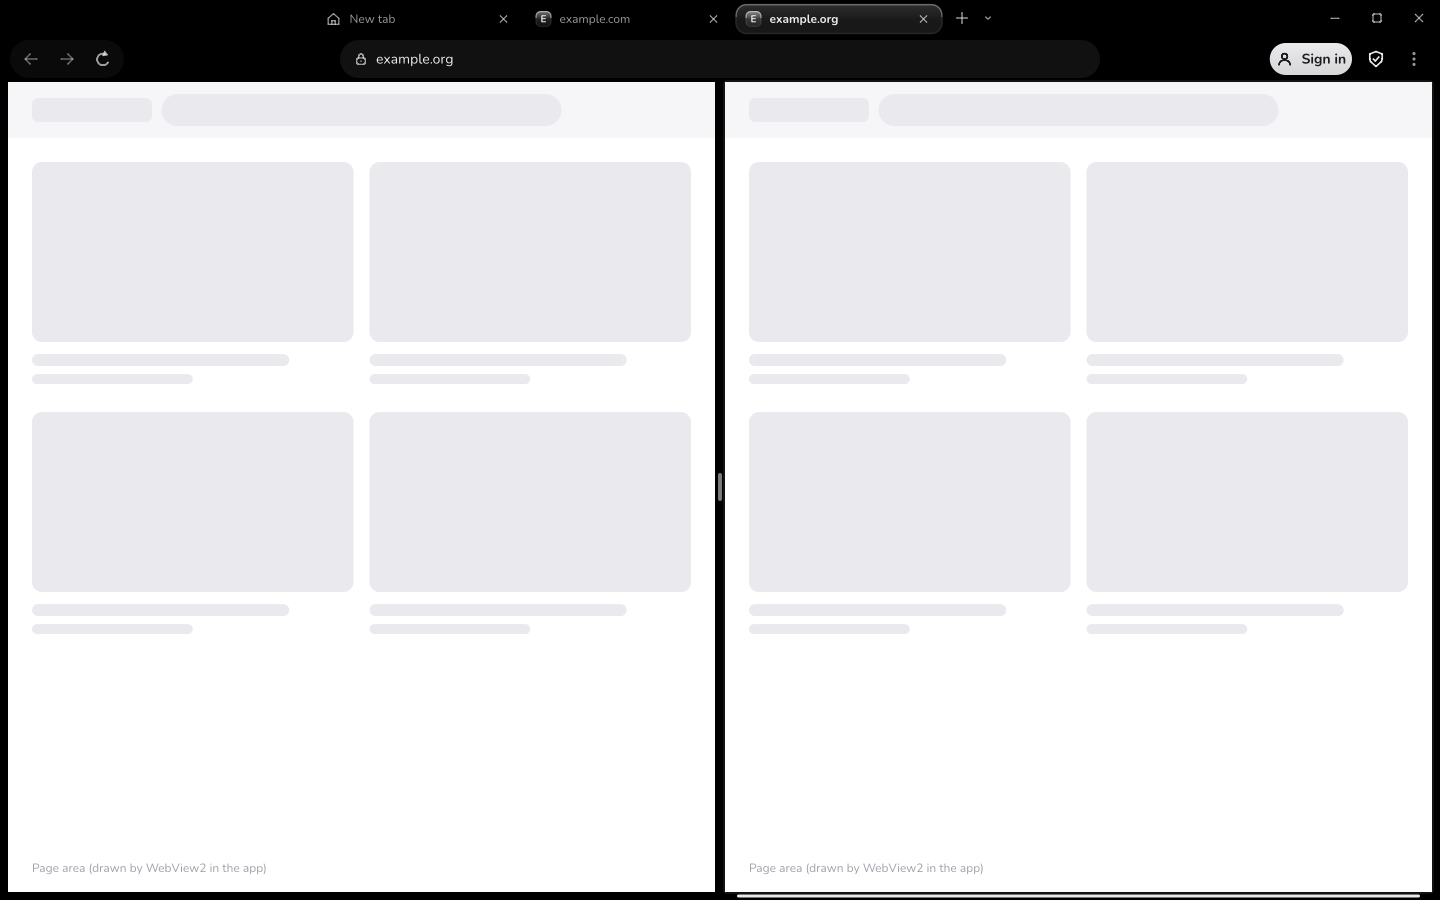 New tab
E example.com
E example.org
example.org
Sign in
Page area (drawn by WebView2 in the app)
Page area (drawn by WebView2 in the app)